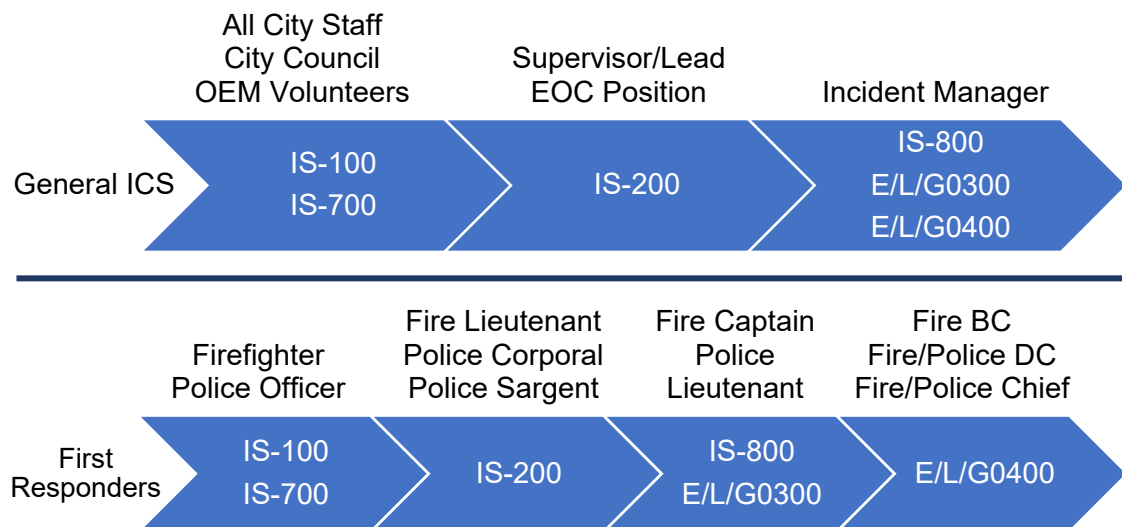 All City Staff
City Council
OEM Volunteers
Supervisor/Lead
EOC Position
Incident Manager
General ICS
IS-100
IS-700
IS-200
IS-800
E/L/G0300
E/L/G0400
Firefighter
Police Officer
Fire Lieutenant
Police Corporal
Police Sargent
Fire Captain
Police
Lieutenant
Fire BC
Fire/Police DC
Fire/Police Chief
First
Responders
IS-100
IS-700
IS-200
IS-800
E/L/G0300
E/L/G0400